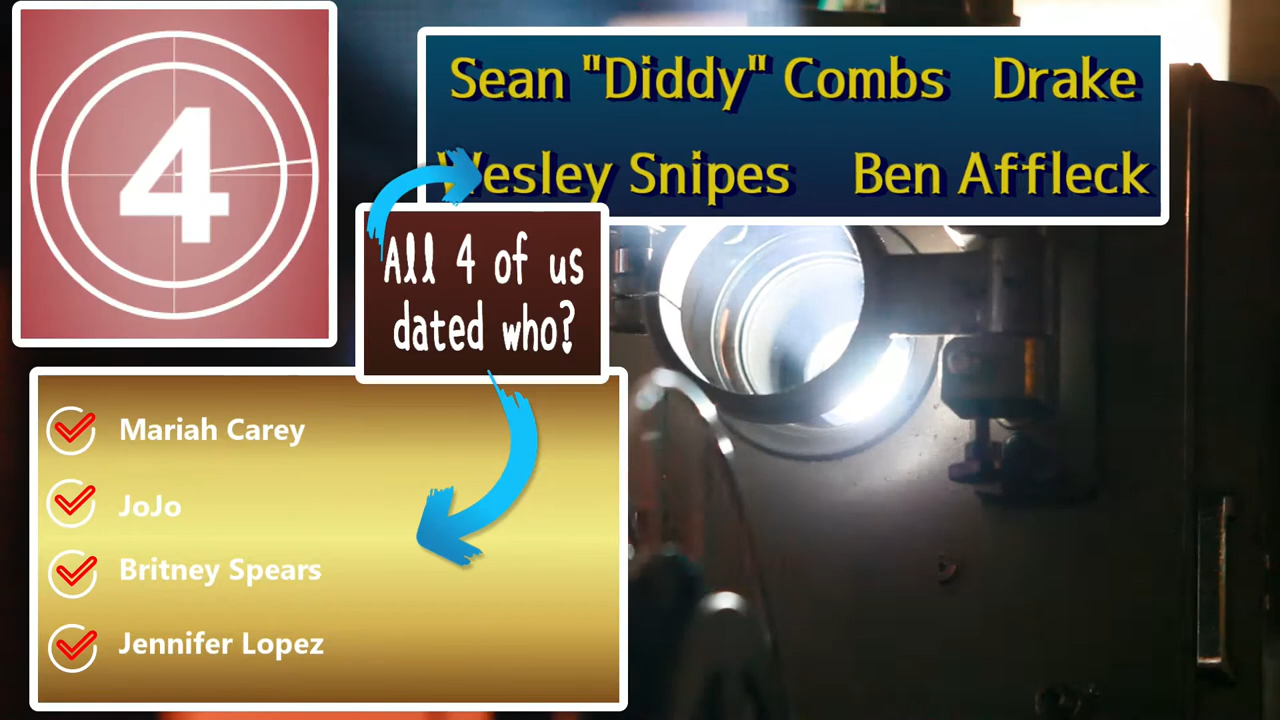 4
Sean "Diddy" Combs Drake
Wesley Snipes Ben Affleck
All 4 of us
dated who?
Mariah Carey
JoJo
Britney Spears
Jennifer Lopez